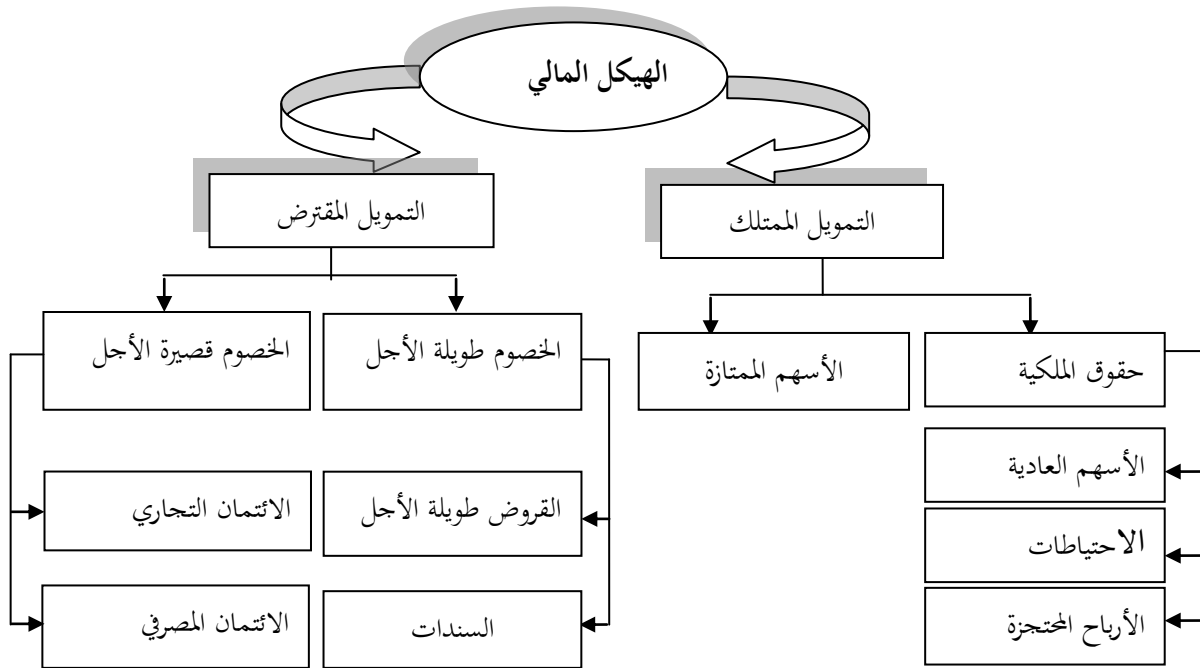 الهيكل المالي
التمويل الممتلك
التمويل المقترض
حقوق الملكية
الأسهم الممتازة
الخصوم طويلة الأجل
الخصوم قصيرة الأجل
الأسهم العادية
القروض طويلة الأجل
الائتمان التجاري
الاحتياطات
الأرباح المحتجزة
السندات
الائتمان المصرفي